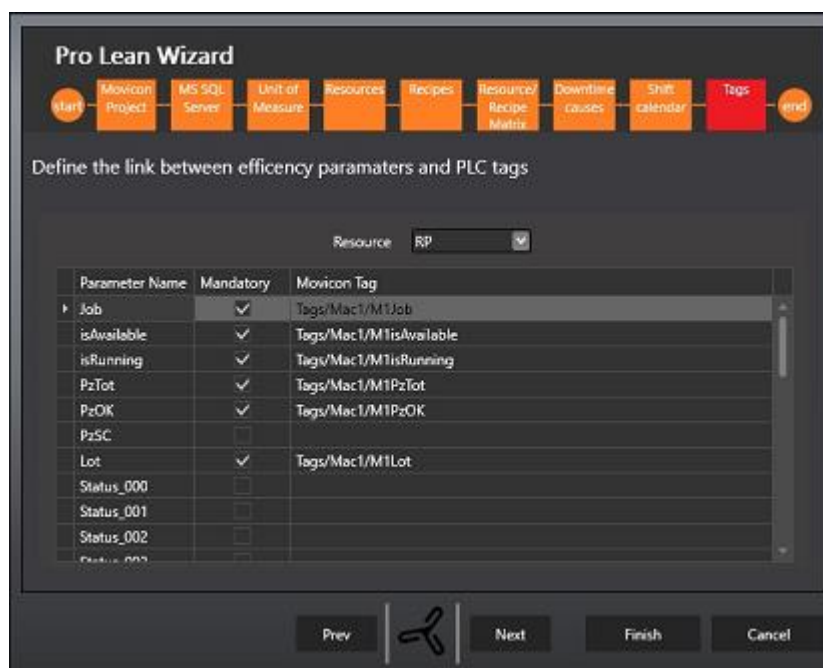 Pro Lean Wizard
start
Movicon
Project
MS SQL
Server
Unit of
Measure
Resources
Recipes
Resource/
Recipe
Matrix
Downtime
causes
Shift
calendar
Tags
end
Define the link between efficency paramaters and PLC tags
Resource RP
Parameter Name Mandatory Movicon Tag
Job Tags/Mac1/M1Job
isAvailable Tags/Mac1/M1isAvailable
isRunning Tags/Mac1/M1isRunning
PzTot Tags/Mac1/M1PzTot
PzOK Tags/Mac1/M1PzOK
PzSC
Lot Tags/Mac1/M1Lot
Status_000
Status_001
Status_002
Prev Next Finish Cancel